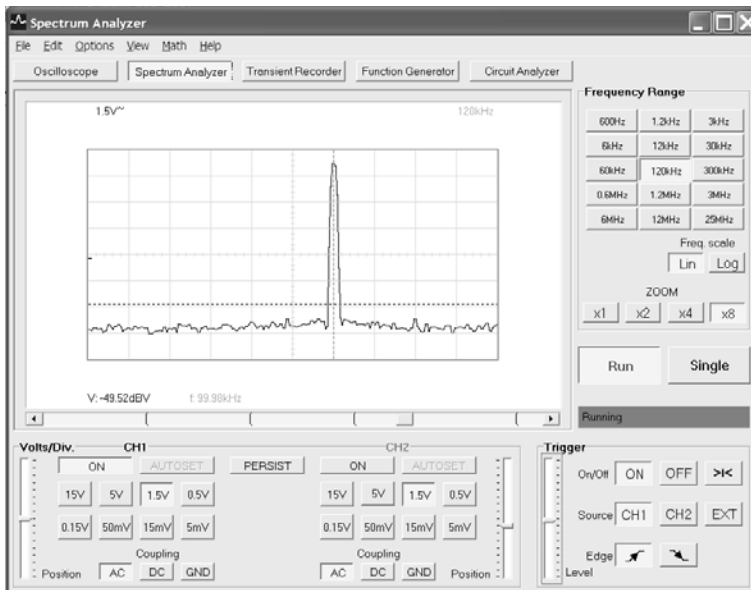 Spectrum Analyzer
File Edit Options View Math Help
Oscilloscope Spectrum Analyzer Transient Recorder Function Generator Circuit Analyzer
1.5V~ 120kHz
V: -49.52dBV f: 99.98kHz
Frequency Range
600Hz 1.2kHz 3kHz
6kHz 12kHz 30kHz
60kHz 120kHz 300kHz
0.6MHz 1.2MHz 3MHz
6MHz 12MHz 25MHz
Freq. scale
Lin Log
ZOOM
x1 x2 x4 x8
Run Single
Running
Volts/Div. CH1 CH2
ON AUTOSET PERSIST ON AUTOSET
15V 5V 1.5V 0.5V 15V 5V 1.5V 0.5V
0.15V 50mV 15mV 5mV 0.15V 50mV 15mV 5mV
Coupling Coupling
Position AC DC GND AC DC GND Position
Trigger
On/Off ON OFF >I<
Source CH1 CH2 EXT
Edge
Level